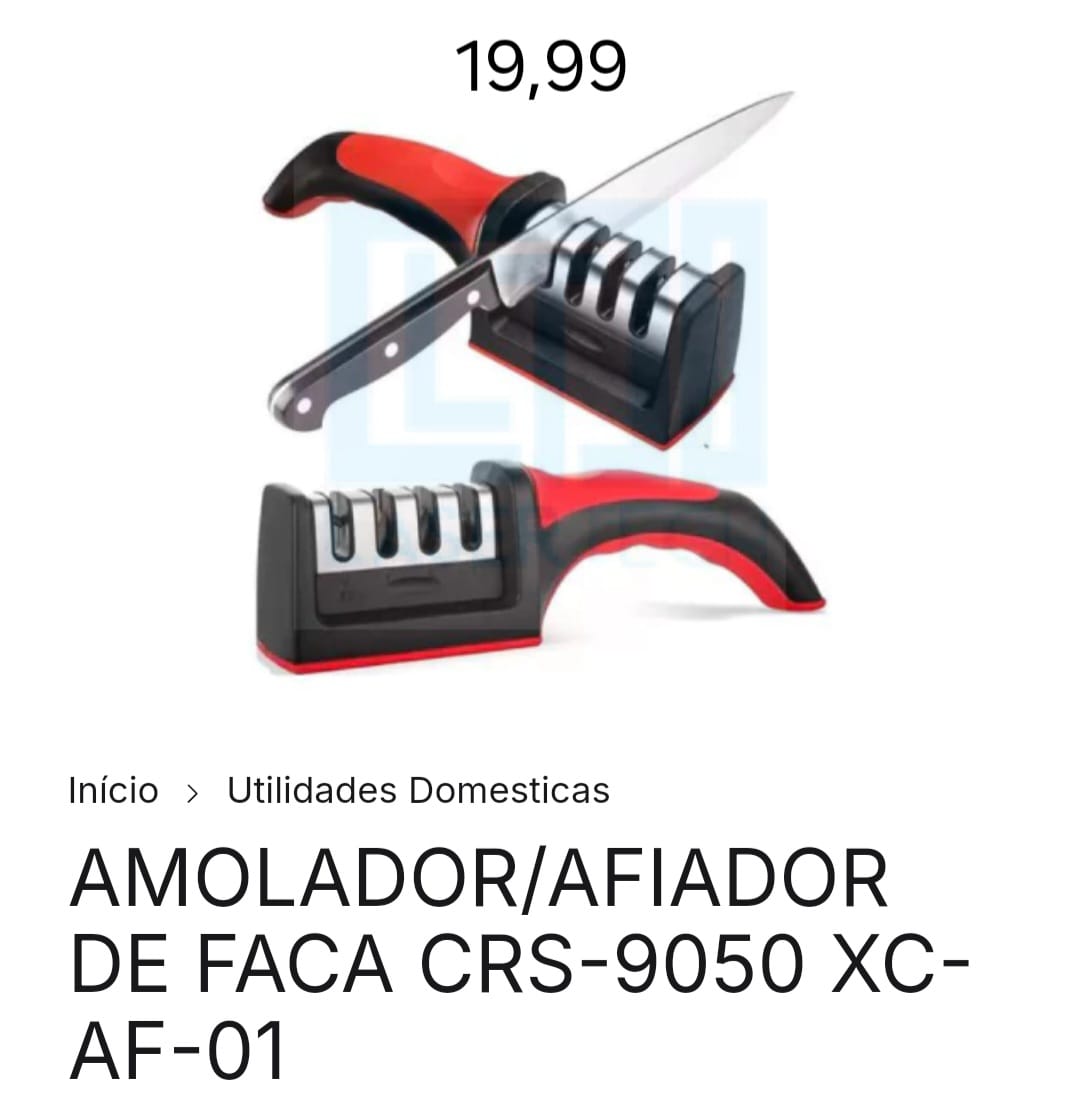 19,99
Início > Utilidades Domesticas
AMOLADOR/AFIADOR
DE FACA CRS-9050 XC-
AF-01